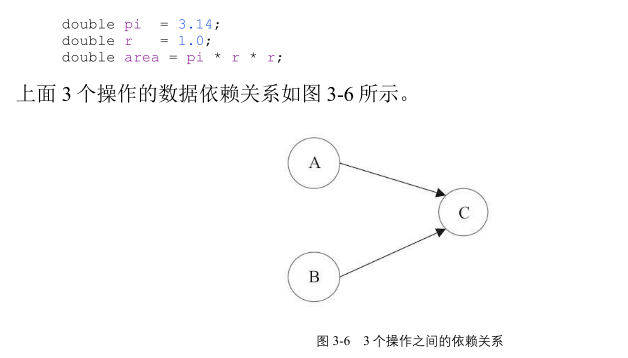 double pi = 3.14;
double r = 1.0;
double area = pi * r * r;
上面 3 个操作的数据依赖关系如图 3-6 所示。
A
C
B
图 3-6 3 个操作之间的依赖关系